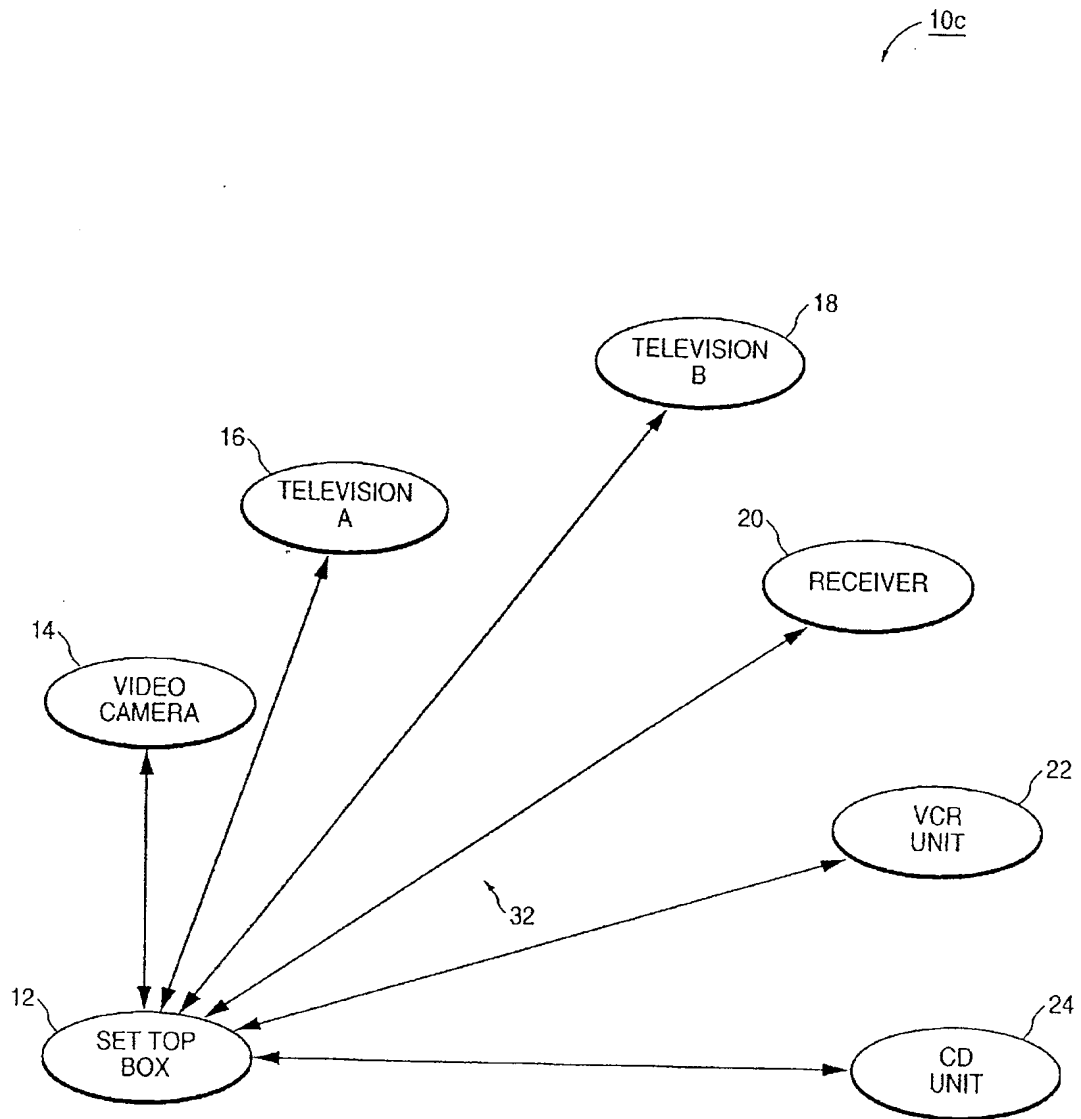 10c
18
TELEVISION
B
16
TELEVISION
A
20
RECEIVER
14
VIDEO
CAMERA
22
VCR
UNIT
32
12
SET TOP
BOX
24
CD
UNIT